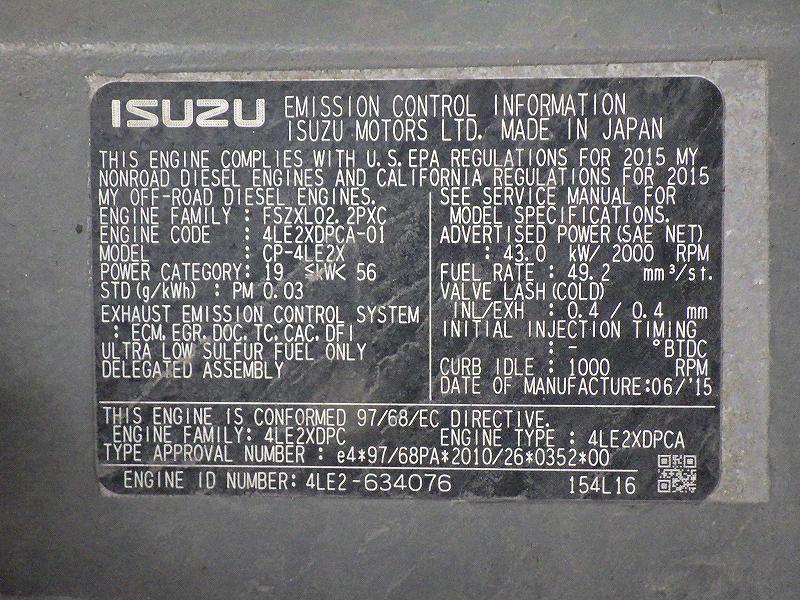 ISUZU EMISSION CONTROL INFORMATION
ISUZU MOTORS LTD. MADE IN JAPAN
THIS ENGINE COMPLIES WITH U.S.EPA REGULATIONS FOR 2015 MY
NONROAD DIESEL ENGINES AND CALIFORNIA REGULATIONS FOR 2015
MY OFF-ROAD DIESEL ENGINES.
ENGINE FAMILY : FSZXL02.2PXC
ENGINE CODE : 4LE2XDPCA-01
MODEL : CP-4LE2X
POWER CATEGORY: 19 ≤kW< 56
STD (g/kWh) : PM 0.03
EXHAUST EMISSION CONTROL SYSTEM
: ECM, EGR, DOC, TC, CAC, DFI
ULTRA LOW SULFUR FUEL ONLY
DELEGATED ASSEMBLY
SEE SERVICE MANUAL FOR
MODEL SPECIFICATIONS.
ADVERTISED POWER (SAE NET)
: 43.0 kW/ 2000 RPM
FUEL RATE : 49.2 mm³/st.
VALVE LASH (COLD)
INL/EXH : 0.4 / 0.4 mm
INITIAL INJECTION TIMING
: - °BTDC
CURB IDLE : 1000 RPM
DATE OF MANUFACTURE:06/'15
THIS ENGINE IS CONFORMED 97/68/EC DIRECTIVE.
ENGINE FAMILY: 4LE2XDPC ENGINE TYPE : 4LE2XDPCA
TYPE APPROVAL NUMBER : e4*97/68PA*2010/26*0352*00
ENGINE ID NUMBER: 4LE2-634076 154L16